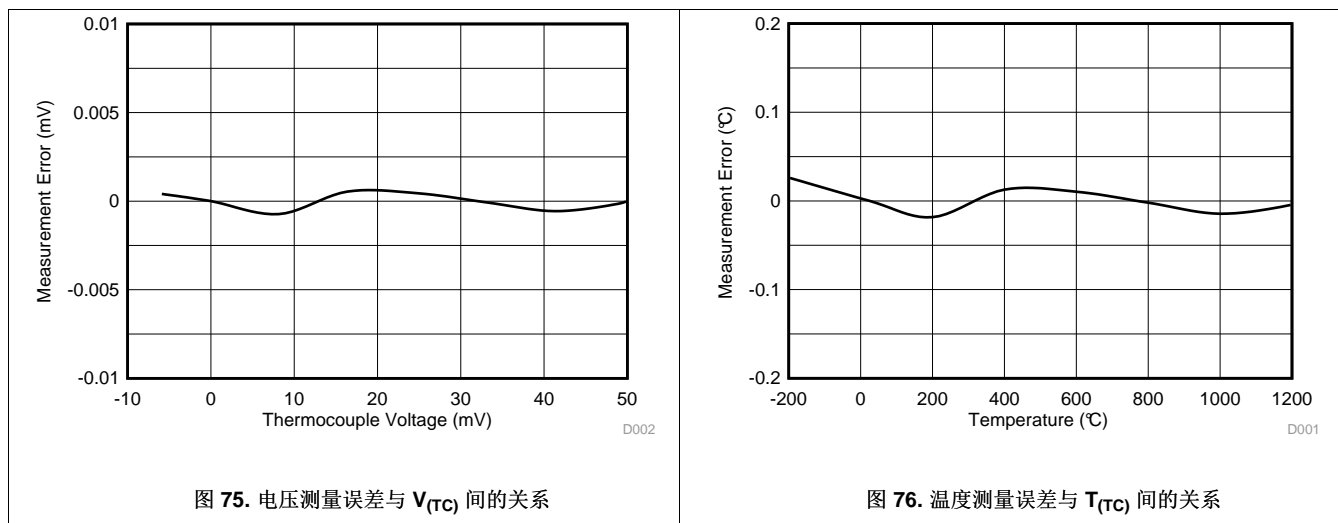 0.01
0.005
0
-0.005
-0.01
Measurement Error (mV)
-10 0 10 20 30 40 50
Thermocouple Voltage (mV)
D002
图 75. 电压测量误差与 V(TC) 间的关系
0.2
0.1
0
-0.1
-0.2
Measurement Error (℃)
-200 0 200 400 600 800 1000 1200
Temperature (℃)
D001
图 76. 温度测量误差与 T(TC) 间的关系